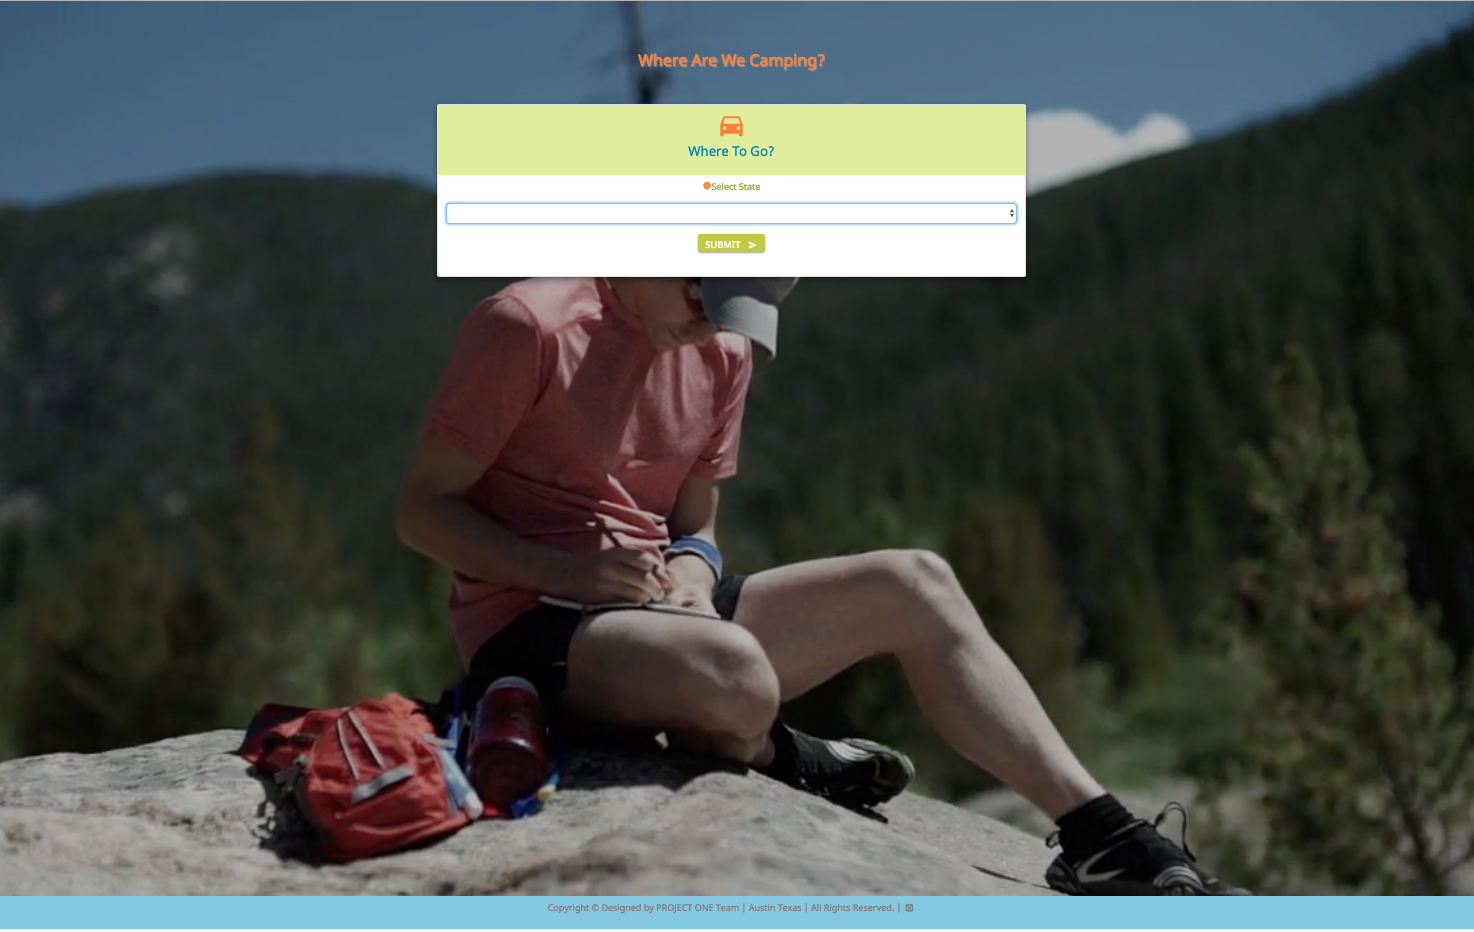 Where Are We Camping?
Where To Go?
Select State
SUBMIT
Copyright © Designed by PROJECT ONE Team | Austin Texas | All Rights Reserved. |